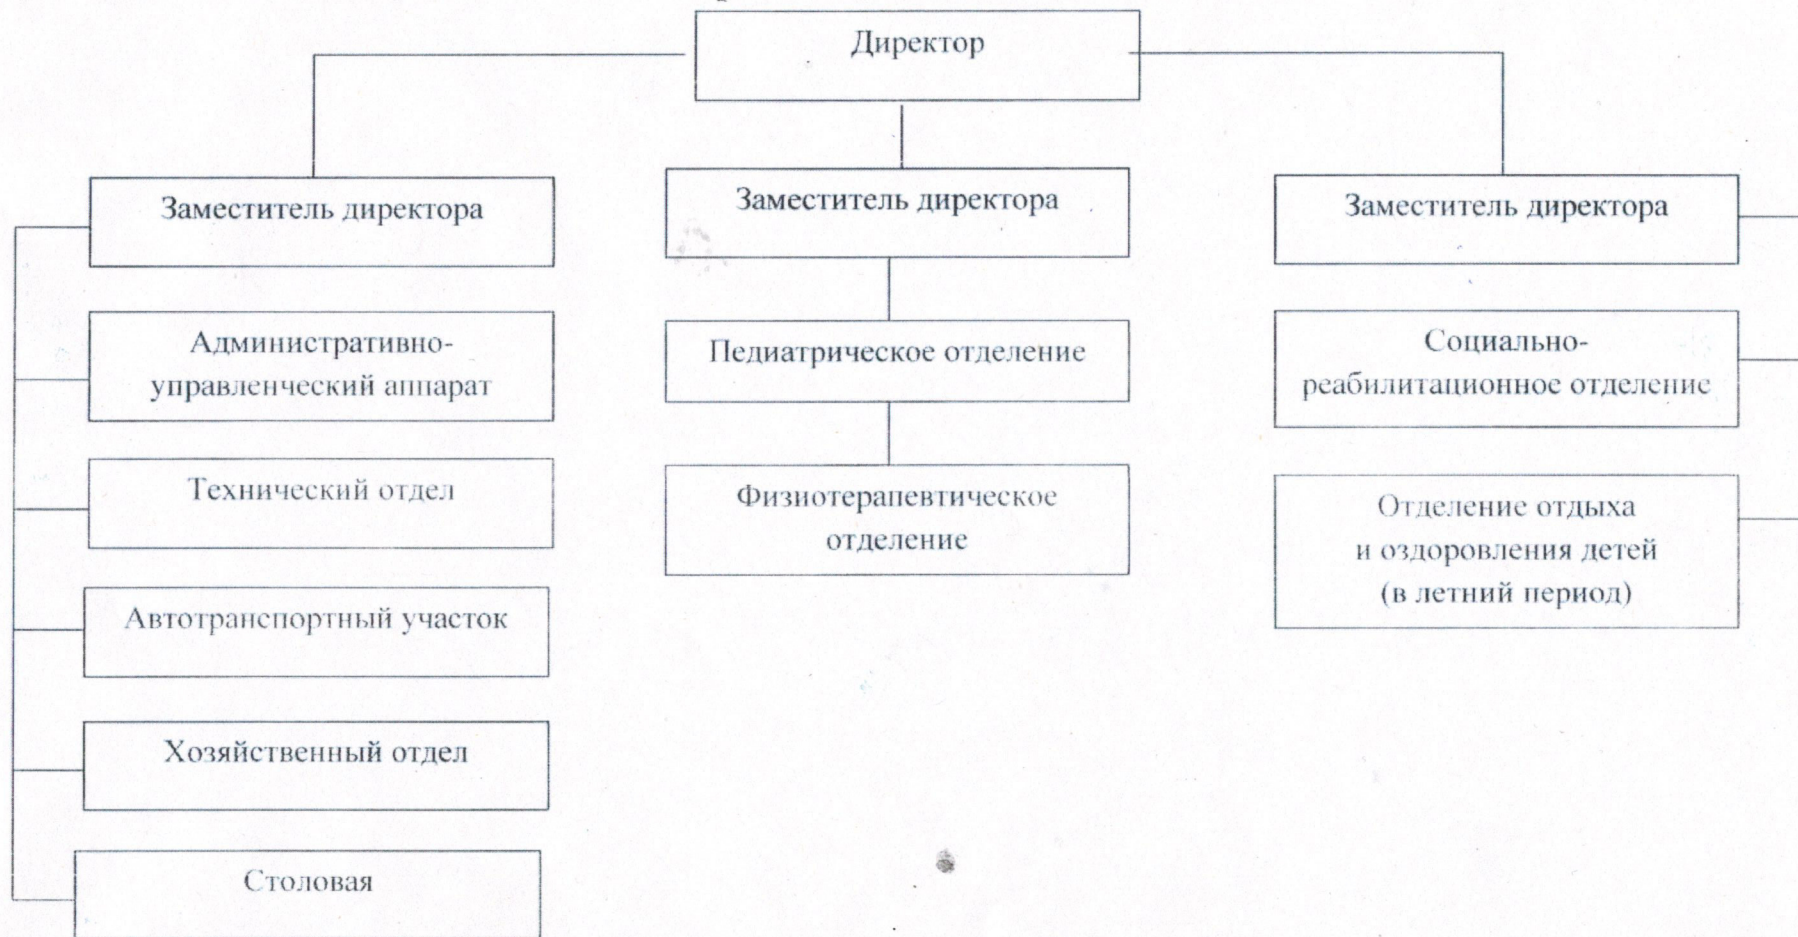 Директор
Заместитель директора
Административно-
управленческий аппарат
Технический отдел
Автотранспортный участок
Хозяйственный отдел
Столовая
Заместитель директора
Педиатрическое отделение
Физиотерапевтическое
отделение
Заместитель директора
Социально-
реабилитационное отделение
Отделение отдыха
и оздоровления детей
(в летний период)